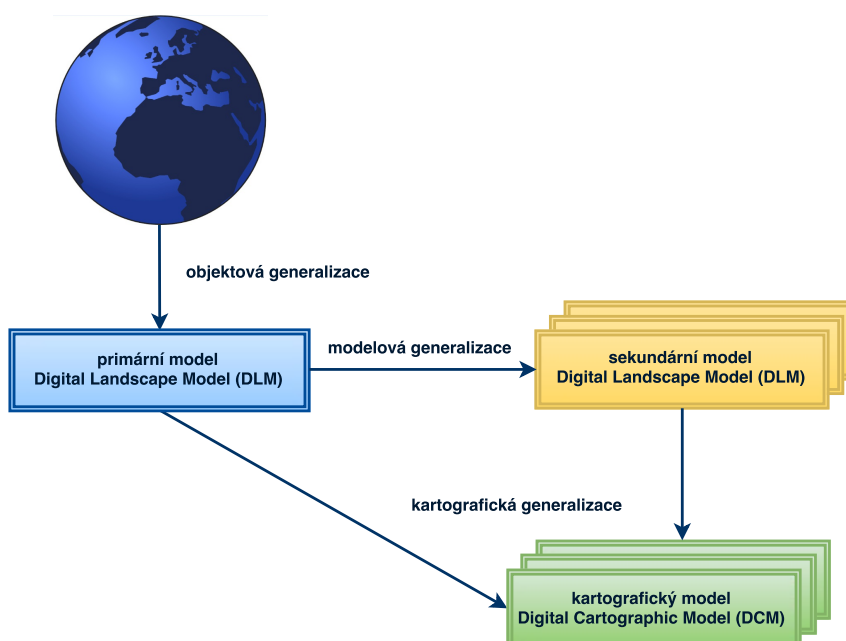 objektová generalizace
primární model
Digital Landscape Model (DLM)
modelová generalizace
sekundární model
Digital Landscape Model (DLM)
kartografická generalizace
kartografický model
Digital Cartographic Model (DCM)